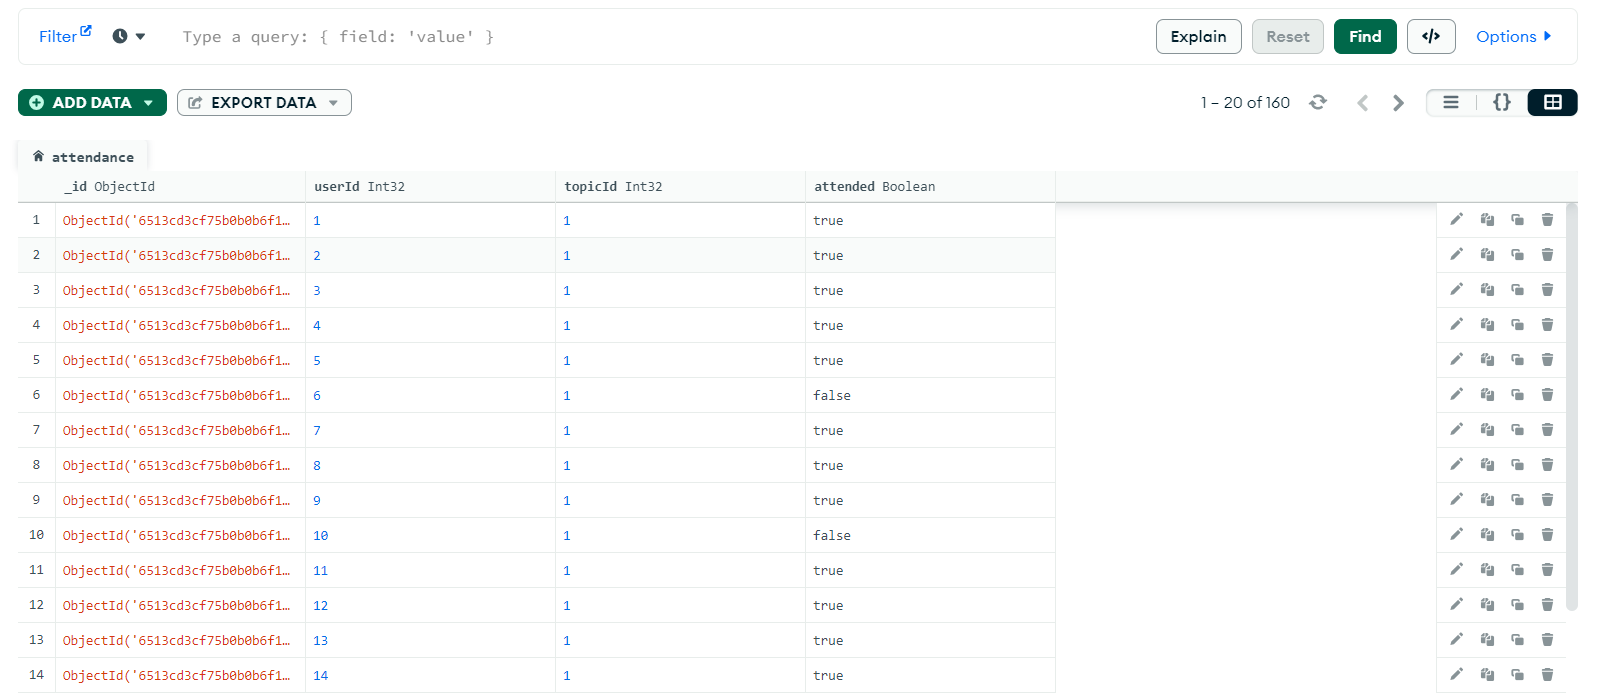 Filter Type a query: { field: 'value' } Explain Reset Find </> Options
ADD DATA EXPORT DATA 1 – 20 of 160 {}
attendance
_id ObjectId userId Int32 topicId Int32 attended Boolean
1 ObjectId('6513cd3cf75b0b0b6f1… 1 1 true
2 ObjectId('6513cd3cf75b0b0b6f1… 2 1 true
3 ObjectId('6513cd3cf75b0b0b6f1… 3 1 true
4 ObjectId('6513cd3cf75b0b0b6f1… 4 1 true
5 ObjectId('6513cd3cf75b0b0b6f1… 5 1 true
6 ObjectId('6513cd3cf75b0b0b6f1… 6 1 false
7 ObjectId('6513cd3cf75b0b0b6f1… 7 1 true
8 ObjectId('6513cd3cf75b0b0b6f1… 8 1 true
9 ObjectId('6513cd3cf75b0b0b6f1… 9 1 true
10 ObjectId('6513cd3cf75b0b0b6f1… 10 1 false
11 ObjectId('6513cd3cf75b0b0b6f1… 11 1 true
12 ObjectId('6513cd3cf75b0b0b6f1… 12 1 true
13 ObjectId('6513cd3cf75b0b0b6f1… 13 1 true
14 ObjectId('6513cd3cf75b0b0b6f1… 14 1 true